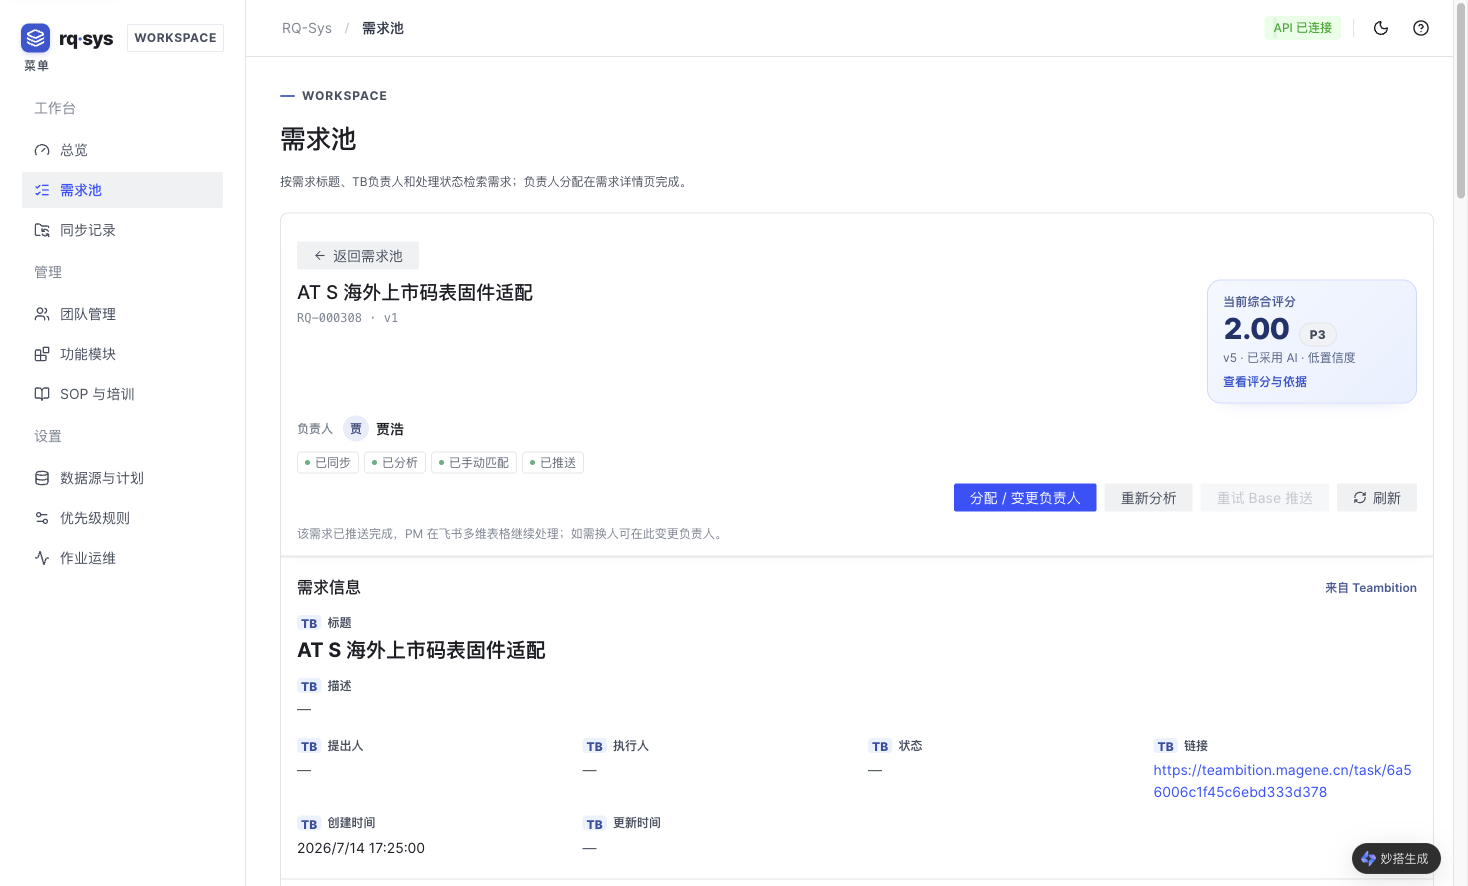 rq·sys WORKSPACE
菜单
工作台
总览
需求池
同步记录
管理
团队管理
功能模块
SOP 与培训
设置
数据源与计划
优先级规则
作业运维
RQ-Sys / 需求池
API 已连接
WORKSPACE
需求池
按需求标题、TB负责人和处理状态检索需求；负责人分配在需求详情页完成。
返回需求池
AT S 海外上市码表固件适配
RQ-000308 · v1
当前综合评分
2.00 P3
v5 · 已采用 AI · 低置信度
查看评分与依据
负责人 贾 贾浩
已同步 已分析 已手动匹配 已推送
分配 / 变更负责人 重新分析 重试 Base 推送 刷新
该需求已推送完成，PM 在飞书多维表格继续处理；如需换人可在此变更负责人。
需求信息 来自 Teambition
TB 标题
AT S 海外上市码表固件适配
TB 描述
—
TB 提出人 TB 执行人 TB 状态 TB 链接
— — — https://teambition.magene.cn/task/6a5
6006c1f45c6ebd333d378
TB 创建时间 TB 更新时间
2026/7/14 17:25:00 —
妙搭生成